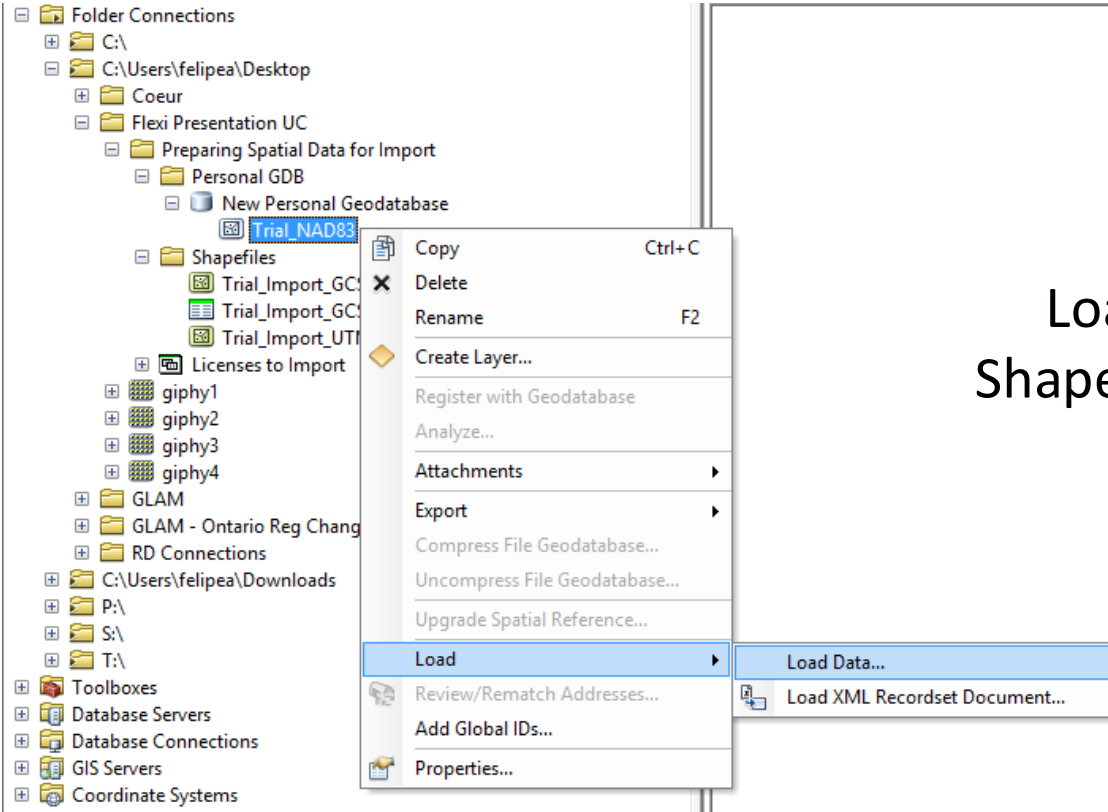 Folder Connections
C:\
C:\Users\felipea\Desktop
Coeur
Flexi Presentation UC
Preparing Spatial Data for Import
Personal GDB
New Personal Geodatabase
Trial_NAD83
Shapefiles
Trial_Import_GCS
Trial_Import_GCS
Trial_Import_UTM
Licenses to Import
giphy1
giphy2
giphy3
giphy4
GLAM
GLAM - Ontario Reg Chang
RD Connections
C:\Users\felipea\Downloads
P:\
S:\
T:\
Toolboxes
Database Servers
Database Connections
GIS Servers
Coordinate Systems
Copy Ctrl+C
Delete
Rename F2
Create Layer...
Register with Geodatabase
Analyze...
Attachments
Export
Compress File Geodatabase...
Uncompress File Geodatabase...
Upgrade Spatial Reference...
Load
Review/Rematch Addresses...
Add Global IDs...
Properties...
Load Data...
Load XML Recordset Document...
Loa
Shape